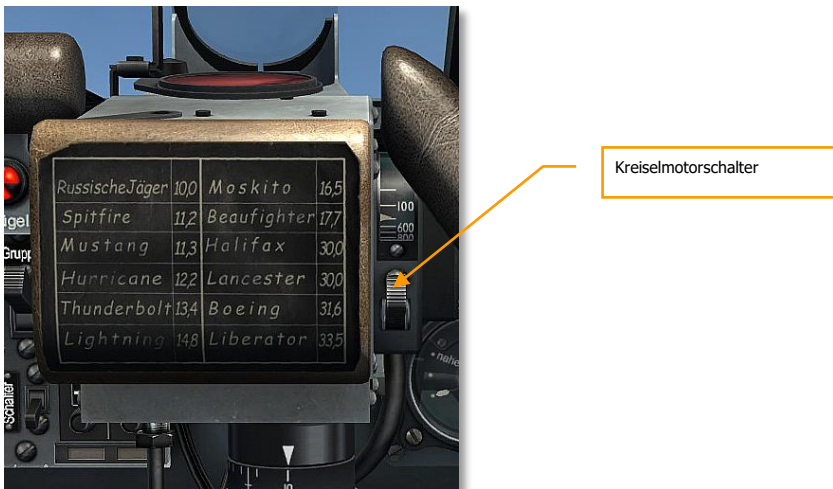 RussischeJäger 10,0 Moskito 16,5
Spitfire 11,2 Beaufighter 17,7
Mustang 11,3 Halifax 30,0
Hurricane 12,2 Lancester 30,0
Thunderbolt 13,4 Boeing 31,6
Lightning 14,8 Liberator 33,5
Kreiselmotorschalter
100
600
800
nahe
Schalter